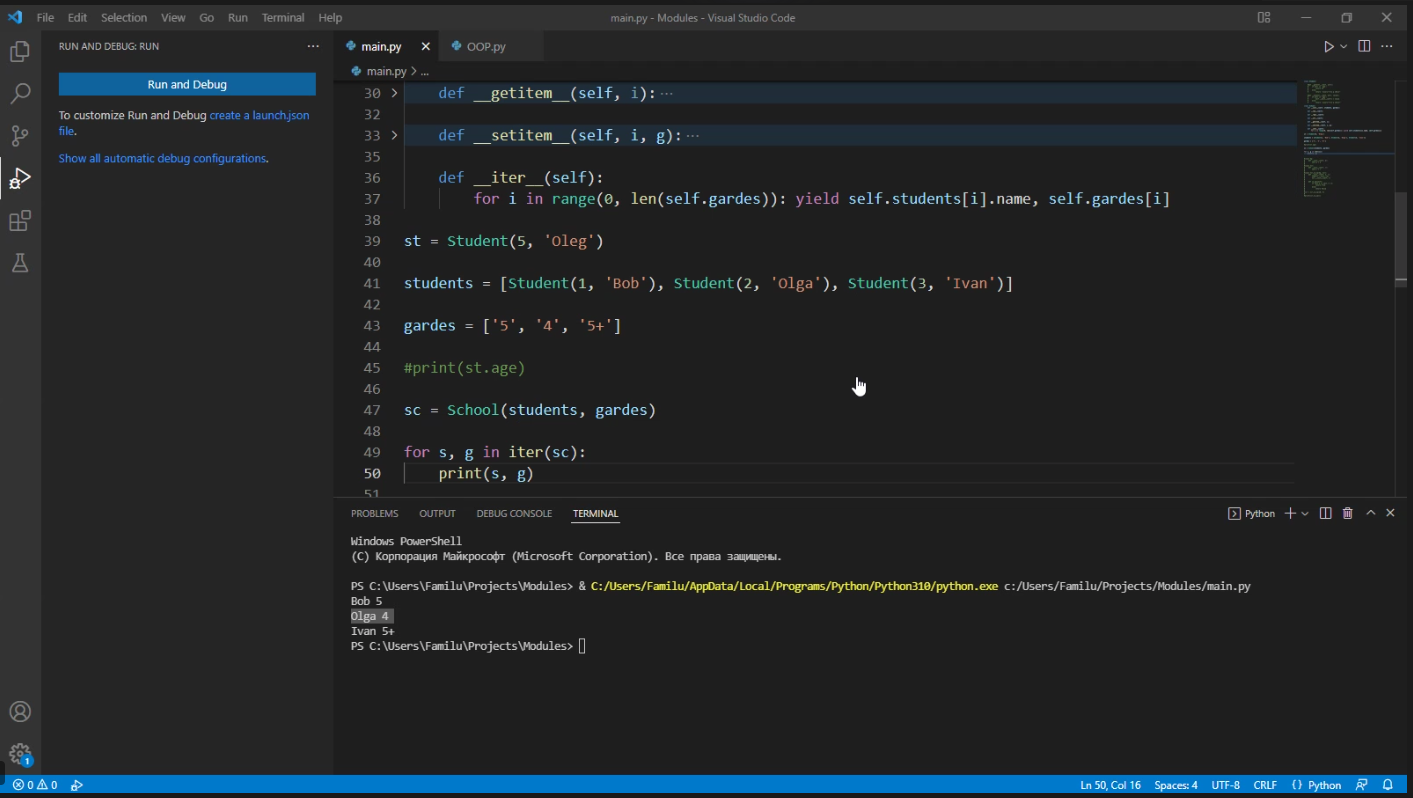 File Edit Selection View Go Run Terminal Help
main.py - Modules - Visual Studio Code
RUN AND DEBUG: RUN
Run and Debug
To customize Run and Debug create a launch.json
file.
Show all automatic debug configurations.
main.py OOP.py
main.py > ...
30 > def __getitem__(self, i): ...
32
33 > def __setitem__(self, i, g): ...
35
36 def __iter__(self):
37 for i in range(0, len(self.gardes)): yield self.students[i].name, self.gardes[i]
38
39 st = Student(5, 'Oleg')
40
41 students = [Student(1, 'Bob'), Student(2, 'Olga'), Student(3, 'Ivan')]
42
43 gardes = ['5', '4', '5+']
44
45 #print(st.age)
46
47 sc = School(students, gardes)
48
49 for s, g in iter(sc):
50 print(s, g)
51
PROBLEMS OUTPUT DEBUG CONSOLE TERMINAL
Python
Windows PowerShell
(C) Корпорация Майкрософт (Microsoft Corporation). Все права защищены.
PS C:\Users\Familu\Projects\Modules> & C:/Users/Familu/AppData/Local/Programs/Python/Python310/python.exe c:/Users/Familu/Projects/Modules/main.py
Bob 5
Olga 4
Ivan 5+
PS C:\Users\Familu\Projects\Modules>
1
0 0
Ln 50, Col 16 Spaces: 4 UTF-8 CRLF {} Python